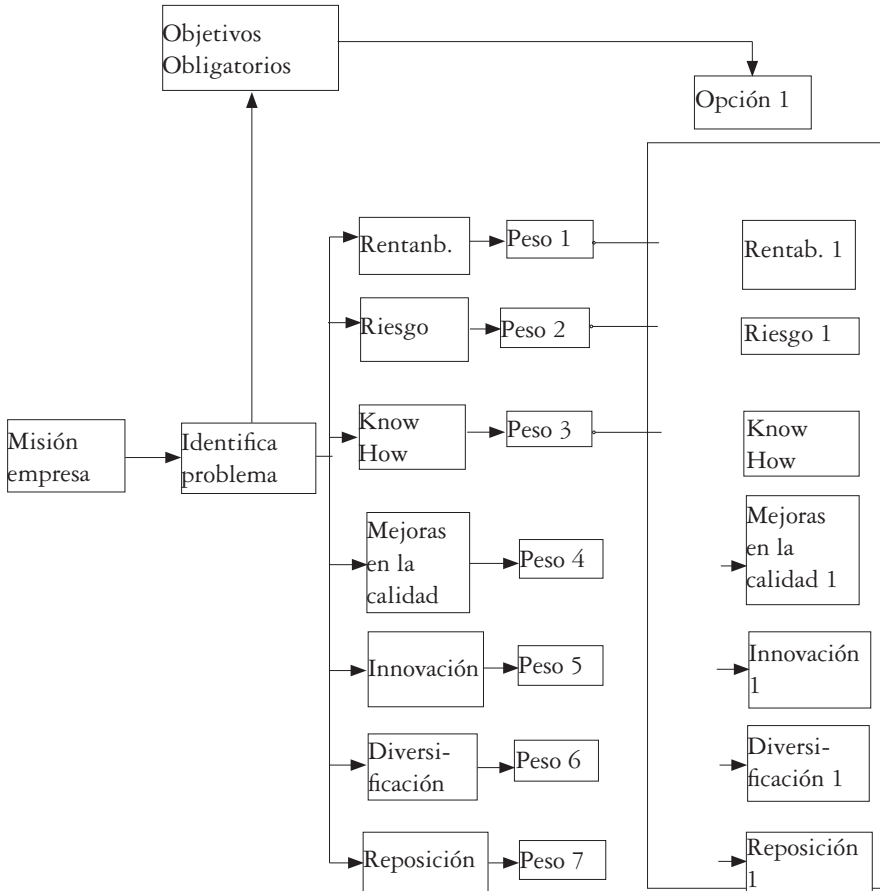 Objetivos
Obligatorios
Opción 1
Rentanb.
Peso 1
Rentab. 1
Riesgo
Peso 2
Riesgo 1
Misión
empresa
Identifica
problema
Know
How
Peso 3
Know
How
Mejoras
en la
calidad
Peso 4
Mejoras
en la
calidad 1
Innovación
Peso 5
Innovación
1
Diversi-
ficación
Peso 6
Diversi-
ficación 1
Reposición
Peso 7
Reposición
1